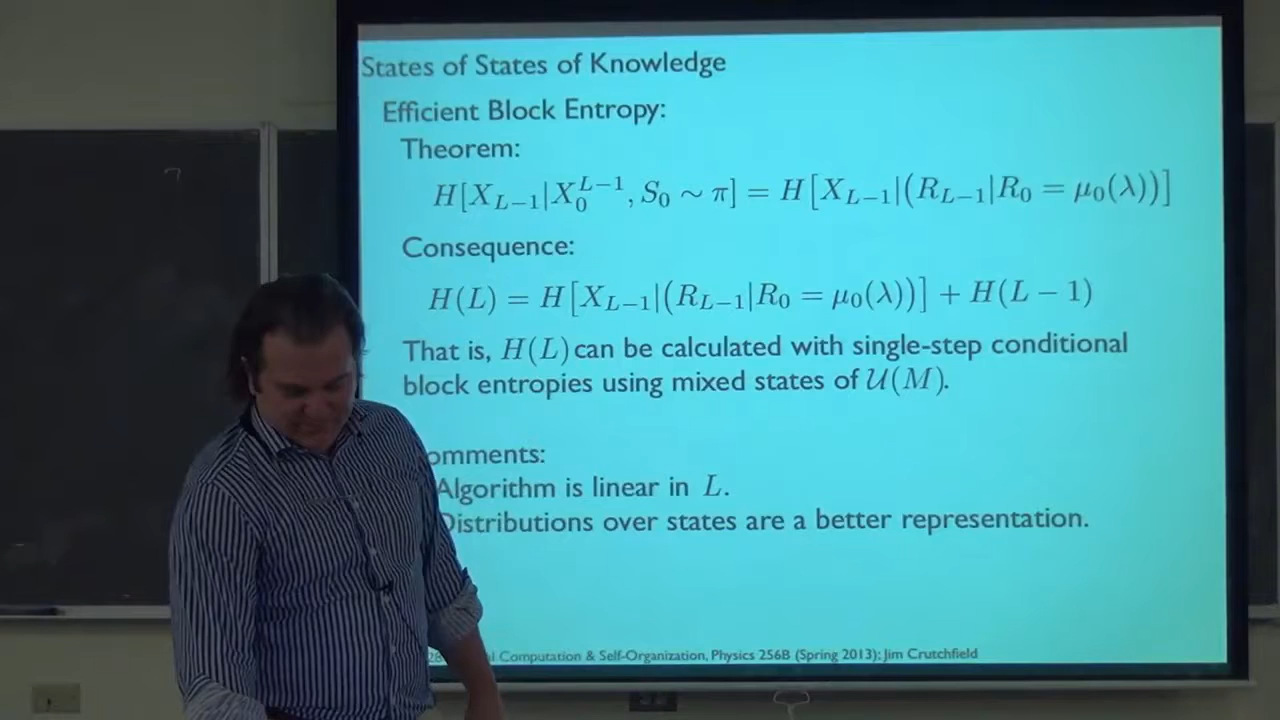 States of States of Knowledge
Efficient Block Entropy:
Theorem:
H[X_{L-1}|X_0^{L-1}, S_0 ∼ π] = H[X_{L-1}|(R_{L-1}|R_0 = μ_0(λ))]
Consequence:
H(L) = H[X_{L-1}|(R_{L-1}|R_0 = μ_0(λ))] + H(L − 1)
That is, H(L) can be calculated with single-step conditional
block entropies using mixed states of U(M).
omments:
Algorithm is linear in L.
Distributions over states are a better representation.
l Computation & Self-Organization, Physics 256B (Spring 2013); Jim Crutchfield